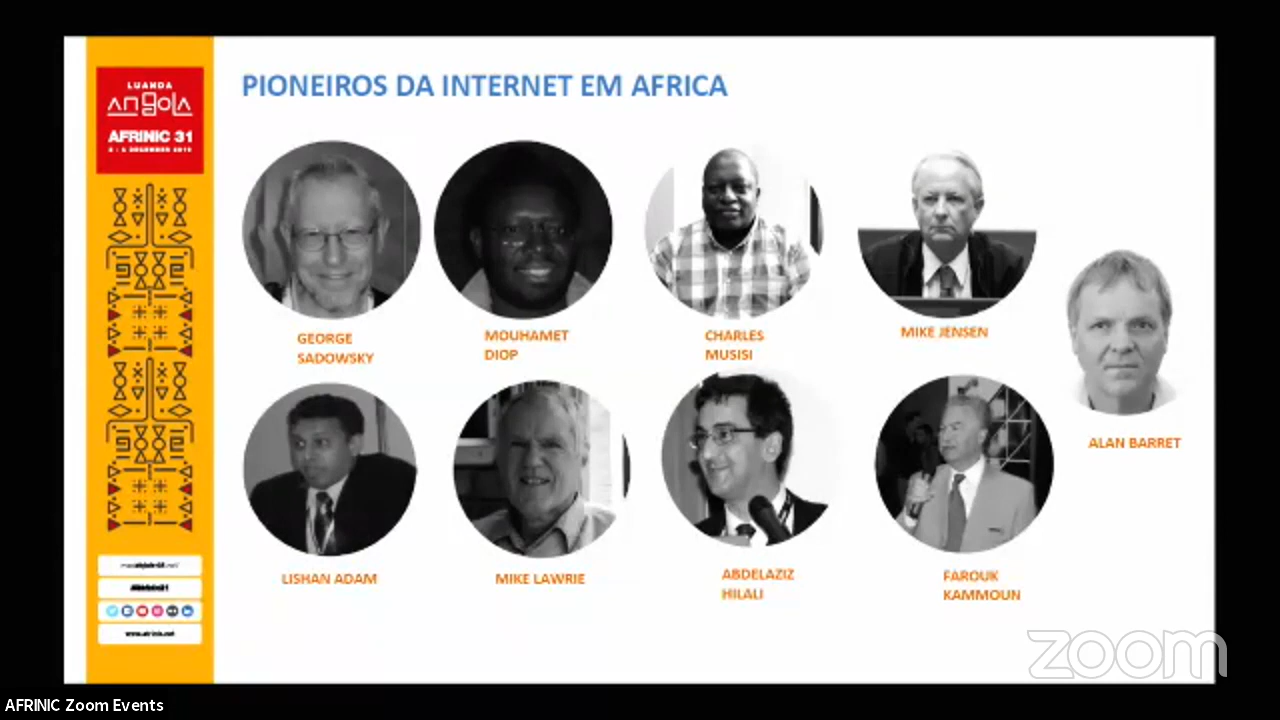 LUANDA
angola
AFRINIC 31
PIONEIROS DA INTERNET EM AFRICA
GEORGE
SADOWSKY
MOUHAMET
DIOP
CHARLES
MUSISI
MIKE JENSEN
ALAN BARRET
LISHAN ADAM
MIKE LAWRIE
ABDELAZIZ
HILALI
FAROUK
KAMMOUN
www.afrinic.net
zoom
AFRINIC Zoom Events